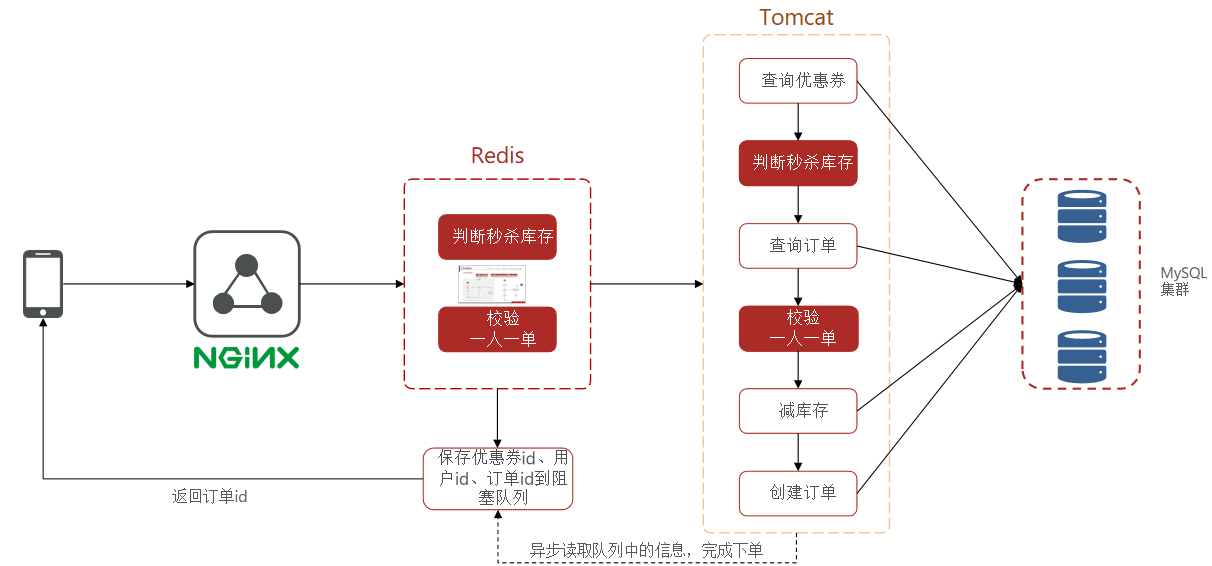 Tomcat
查询优惠券
判断秒杀库存
查询订单
校验
一人一单
减库存
创建订单
Redis
判断秒杀库存
校验
一人一单
NGINX
MySQL
集群
保存优惠券id、用
户id、订单id到阻
塞队列
返回订单id
异步读取队列中的信息，完成下单